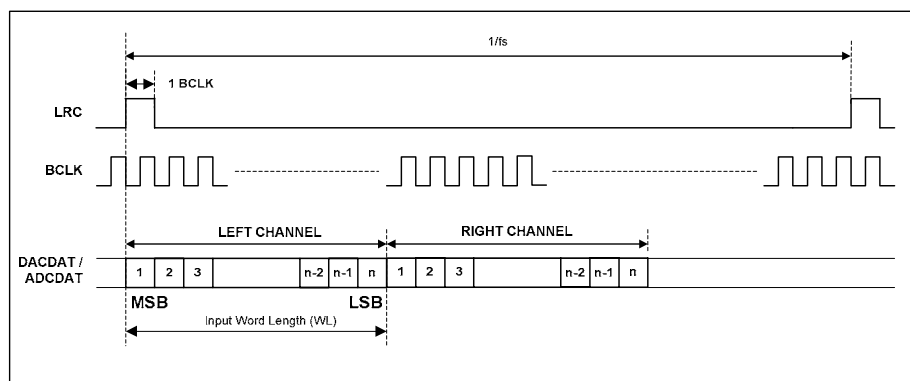 1/fs
1 BCLK
LRC
BCLK
LEFT CHANNEL
RIGHT CHANNEL
DACDAT /
ADCDAT
1 2 3 n-2 n-1 n 1 2 3 n-2 n-1 n
MSB LSB
Input Word Length (WL)